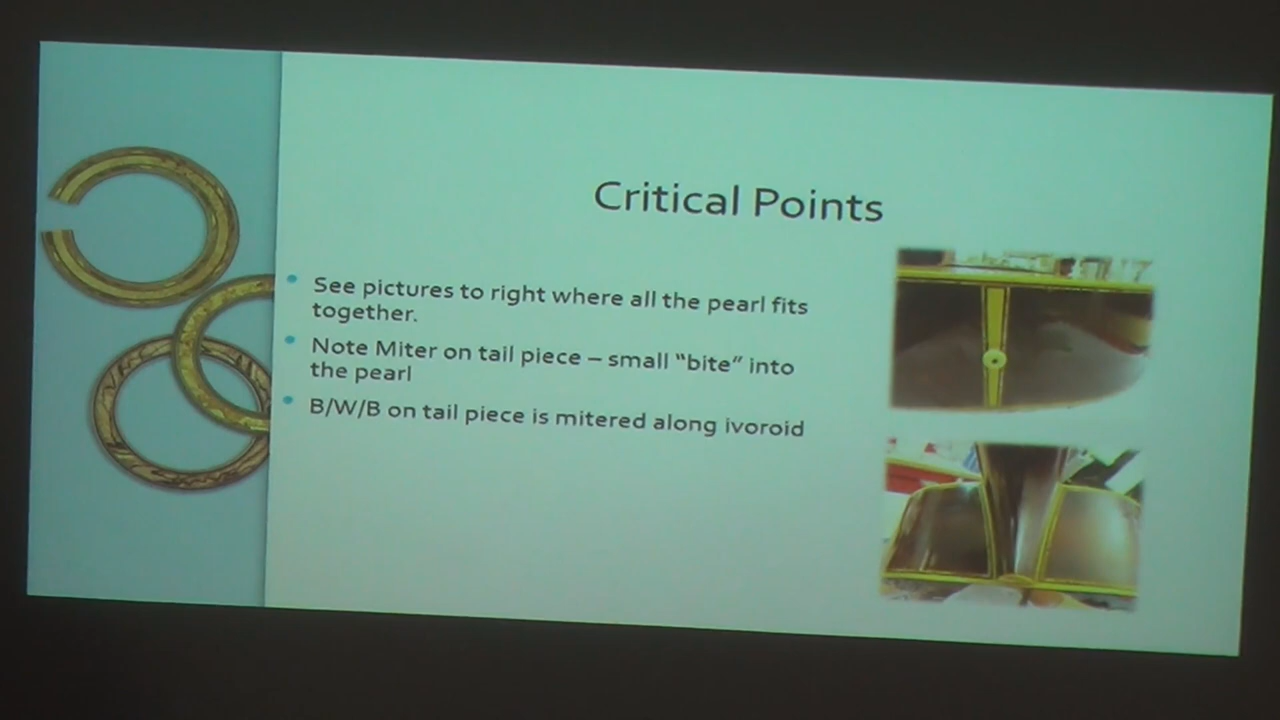 Critical Points
See pictures to right where all the pearl fits
together.
Note Miter on tail piece – small “bite” into
the pearl
B/W/B on tail piece is mitered along ivoroid